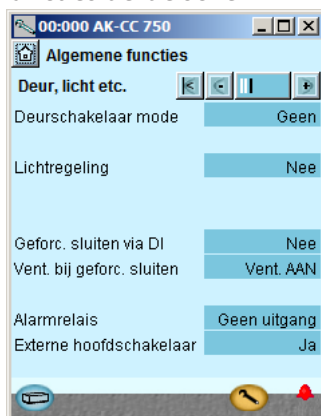 00:000 AK-CC 750
Algemene functies
Deur, licht etc.
Deurschakelaar mode Geen
Lichtregeling Nee
Geforc. sluiten via DI Nee
Vent. bij geforc. sluiten Vent. AAN
Alarmrelais Geen uitgang
Externe hoofdschakelaar Ja